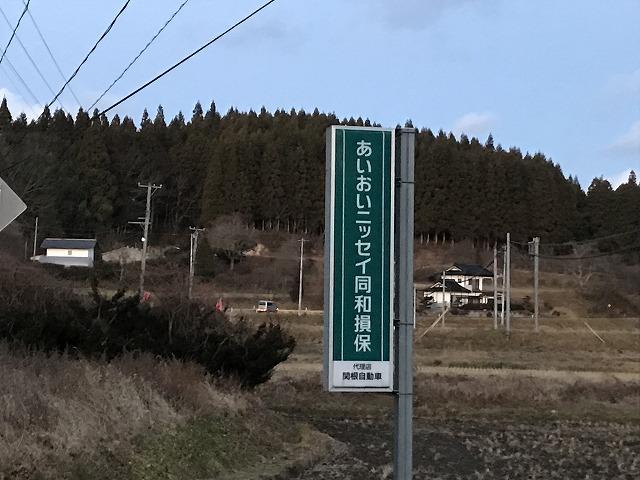 あいおいニッセイ同和損保
代理店
関根自動車